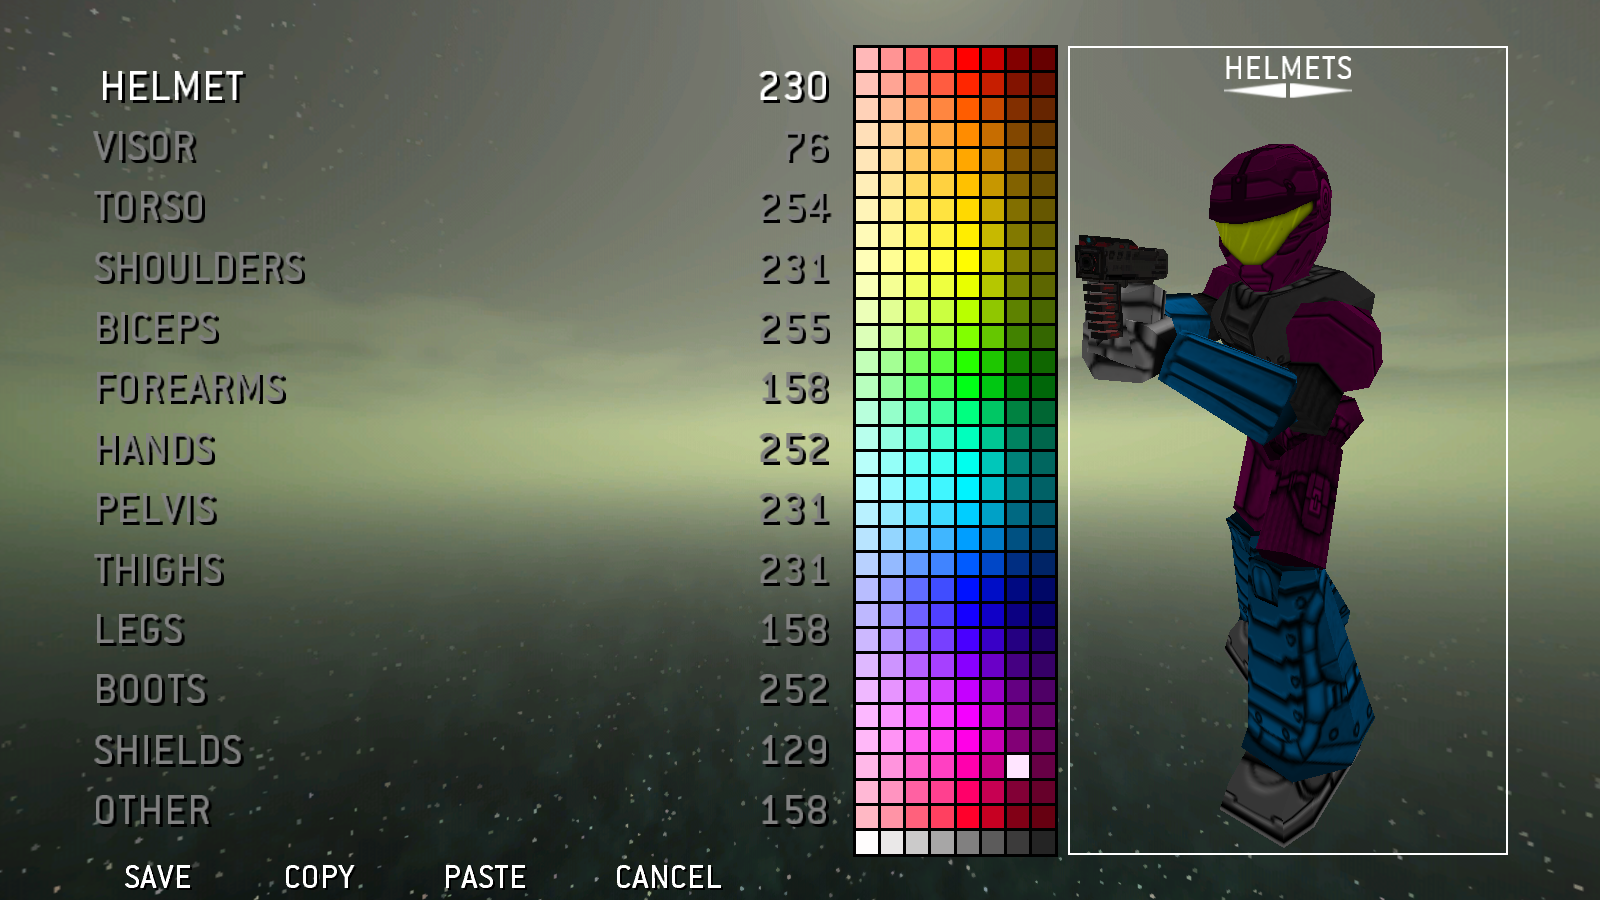 HELMET 230
VISOR 76
TORSO 254
SHOULDERS 231
BICEPS 255
FOREARMS 158
HANDS 252
PELVIS 231
THIGHS 231
LEGS 158
BOOTS 252
SHIELDS 129
OTHER 158
SAVE COPY PASTE CANCEL
HELMETS